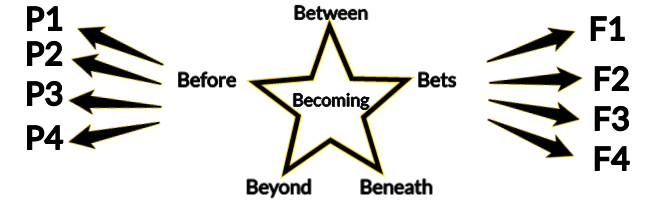 P1
P2
P3
P4
Between
Before
Bets
Becoming
Beyond
Beneath
F1
F2
F3
F4